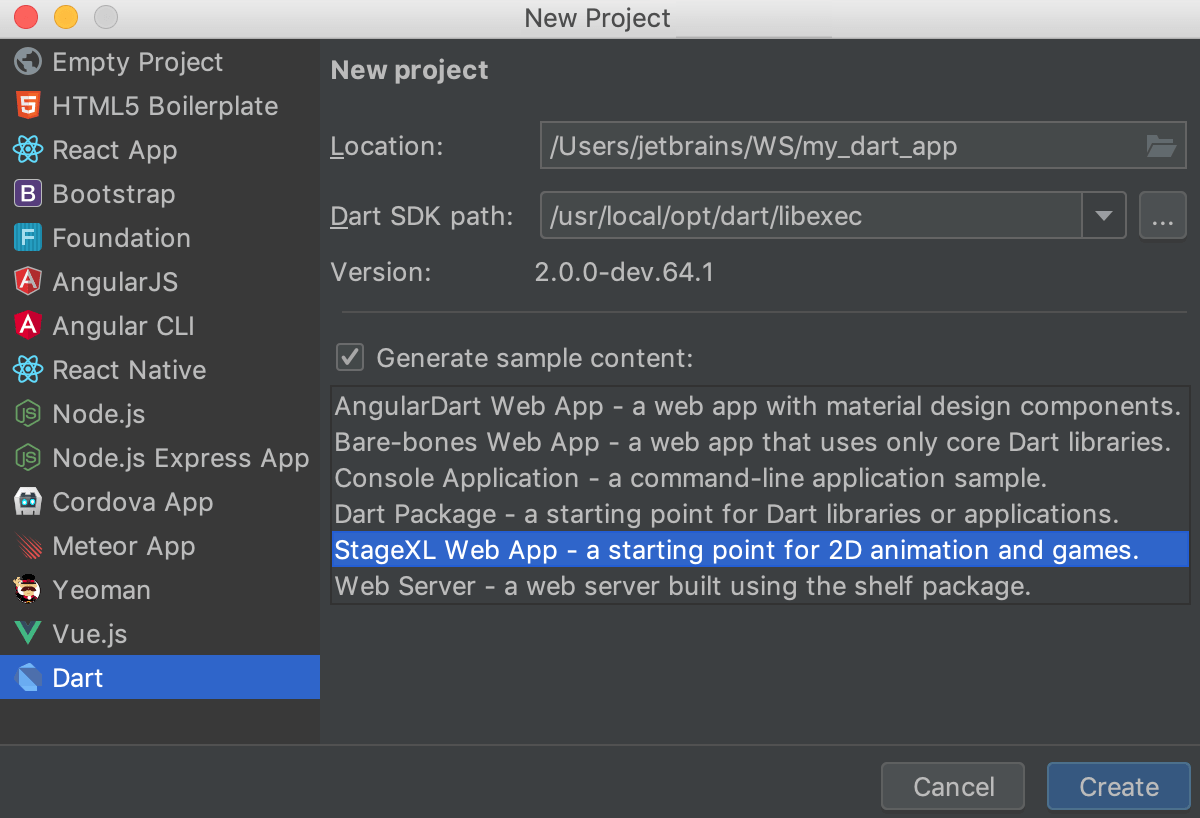 New Project
Empty Project
HTML5 Boilerplate
React App
Bootstrap
Foundation
AngularJS
Angular CLI
React Native
Node.js
Node.js Express App
Cordova App
Meteor App
Yeoman
Vue.js
Dart
New project
Location: /Users/jetbrains/WS/my_dart_app
Dart SDK path: /usr/local/opt/dart/libexec ...
Version: 2.0.0-dev.64.1
Generate sample content:
AngularDart Web App - a web app with material design components.
Bare-bones Web App - a web app that uses only core Dart libraries.
Console Application - a command-line application sample.
Dart Package - a starting point for Dart libraries or applications.
StageXL Web App - a starting point for 2D animation and games.
Web Server - a web server built using the shelf package.
Cancel Create